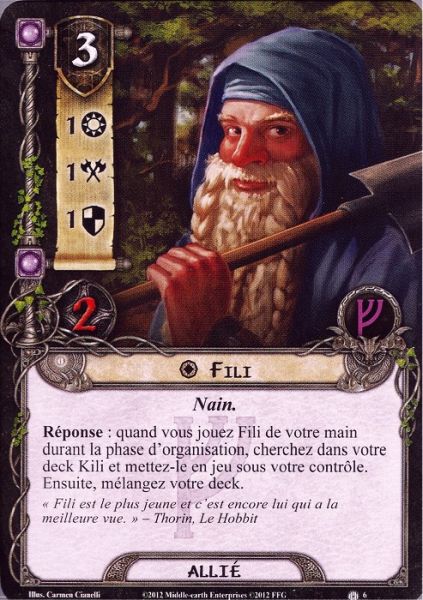 3
1
1
1
2
FILI
Nain.
Réponse : quand vous jouez Fili de votre main
durant la phase d'organisation, cherchez dans votre
deck Kili et mettez-le en jeu sous votre contrôle.
Ensuite, mélangez votre deck.
« Fili est le plus jeune et c'est encore lui qui a la
meilleure vue. » – Thorin, Le Hobbit
ALLIÉ
Illus. Carmen Cianelli ©2012 Middle-earth Enterprises ©2012 FFG 6